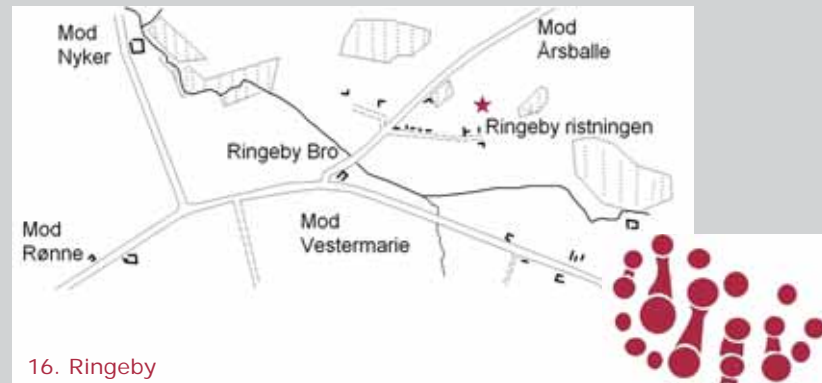 Mod
Nyker
Mod
Årsballe
Ringeby ristningen
Ringeby Bro
Mod
Rønne
Mod
Vestermarie
16. Ringeby